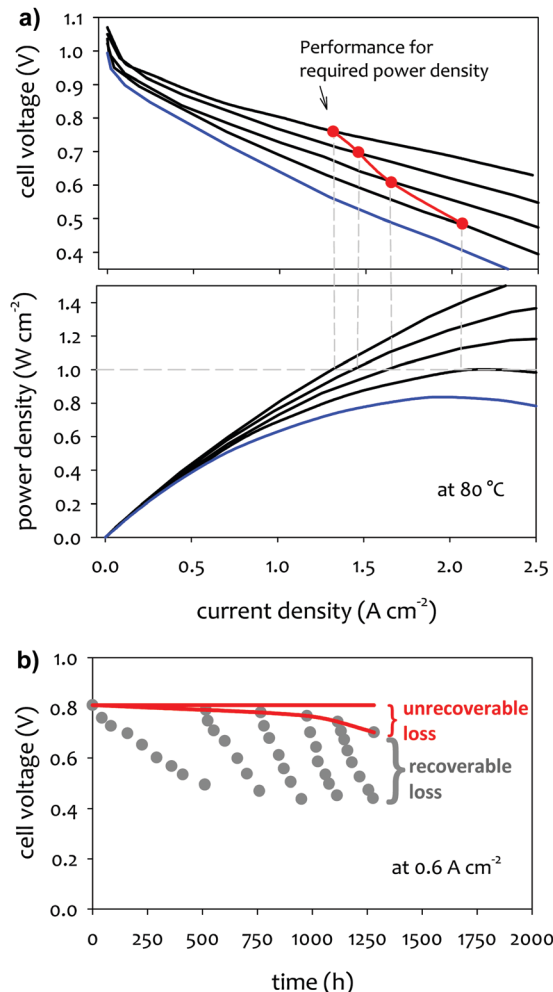 a)
1.1
1.0
0.9
0.8
0.7
0.6
0.5
0.4
cell voltage (V)
Performance for
required power density
1.4
1.2
1.0
0.8
0.6
0.4
0.2
0.0
power density (W cm⁻²)
at 80 °C
0.0 0.5 1.0 1.5 2.0 2.5
current density (A cm⁻²)
b)
1.0
0.8
0.6
0.4
0.2
0.0
cell voltage (V)
unrecoverable
loss
recoverable
loss
at 0.6 A cm⁻²
0 250 500 750 1000 1250 1500 1750 2000
time (h)